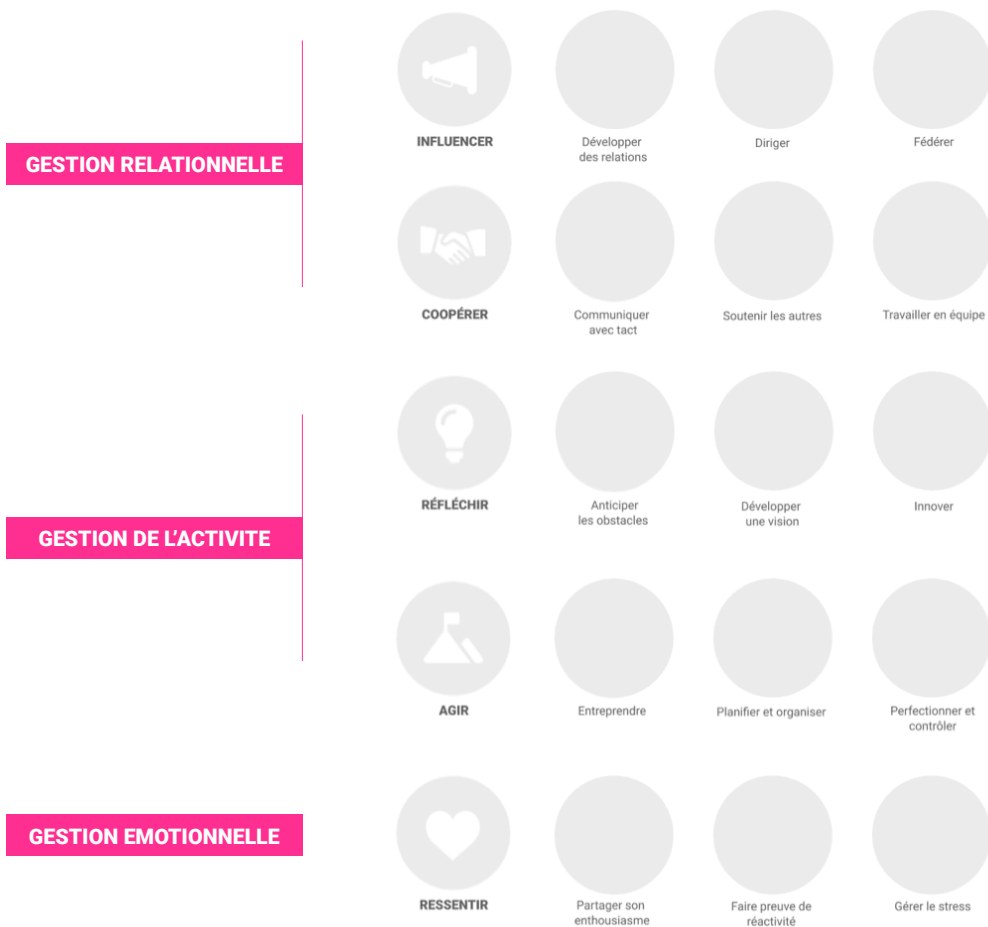 GESTION RELATIONNELLE
INFLUENCER
Développer
des relations
Diriger
Fédérer
COOPÉRER
Communiquer
avec tact
Soutenir les autres
Travailler en équipe
GESTION DE L’ACTIVITE
RÉFLÉCHIR
Anticiper
les obstacles
Développer
une vision
Innover
AGIR
Entreprendre
Planifier et organiser
Perfectionner et
contrôler
GESTION EMOTIONNELLE
RESSENTIR
Partager son
enthousiasme
Faire preuve de
réactivité
Gérer le stress